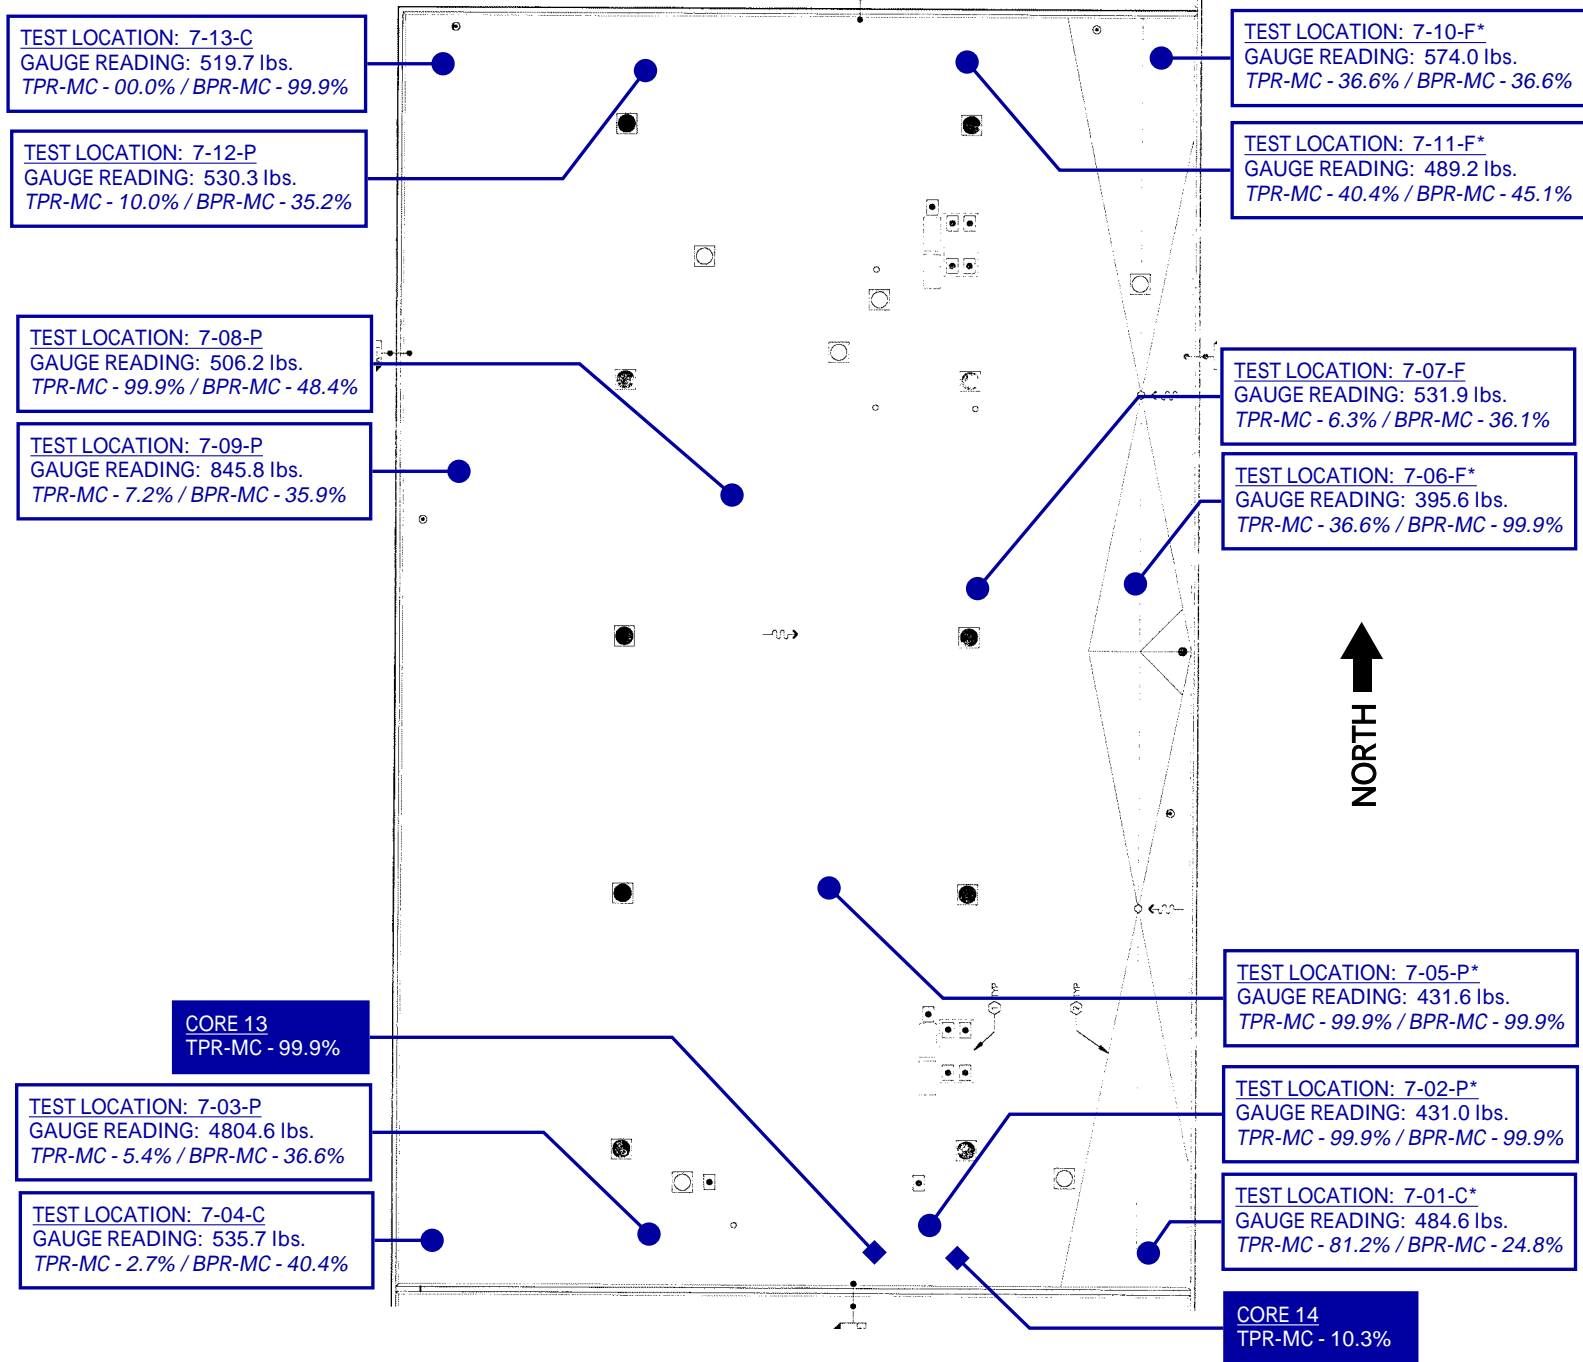 TEST LOCATION: 7-13-C
GAUGE READING: 519.7 lbs.
TPR-MC - 00.0% / BPR-MC - 99.9%
TEST LOCATION: 7-12-P
GAUGE READING: 530.3 lbs.
TPR-MC - 10.0% / BPR-MC - 35.2%
TEST LOCATION: 7-08-P
GAUGE READING: 506.2 lbs.
TPR-MC - 99.9% / BPR-MC - 48.4%
TEST LOCATION: 7-09-P
GAUGE READING: 845.8 lbs.
TPR-MC - 7.2% / BPR-MC - 35.9%
CORE 13
TPR-MC - 99.9%
TEST LOCATION: 7-03-P
GAUGE READING: 4804.6 lbs.
TPR-MC - 5.4% / BPR-MC - 36.6%
TEST LOCATION: 7-04-C
GAUGE READING: 535.7 lbs.
TPR-MC - 2.7% / BPR-MC - 40.4%
1 TYP
2 TYP
TEST LOCATION: 7-10-F*
GAUGE READING: 574.0 lbs.
TPR-MC - 36.6% / BPR-MC - 36.6%
TEST LOCATION: 7-11-F*
GAUGE READING: 489.2 lbs.
TPR-MC - 40.4% / BPR-MC - 45.1%
TEST LOCATION: 7-07-F
GAUGE READING: 531.9 lbs.
TPR-MC - 6.3% / BPR-MC - 36.1%
TEST LOCATION: 7-06-F*
GAUGE READING: 395.6 lbs.
TPR-MC - 36.6% / BPR-MC - 99.9%
NORTH
TEST LOCATION: 7-05-P*
GAUGE READING: 431.6 lbs.
TPR-MC - 99.9% / BPR-MC - 99.9%
TEST LOCATION: 7-02-P*
GAUGE READING: 431.0 lbs.
TPR-MC - 99.9% / BPR-MC - 99.9%
TEST LOCATION: 7-01-C*
GAUGE READING: 484.6 lbs.
TPR-MC - 81.2% / BPR-MC - 24.8%
CORE 14
TPR-MC - 10.3%